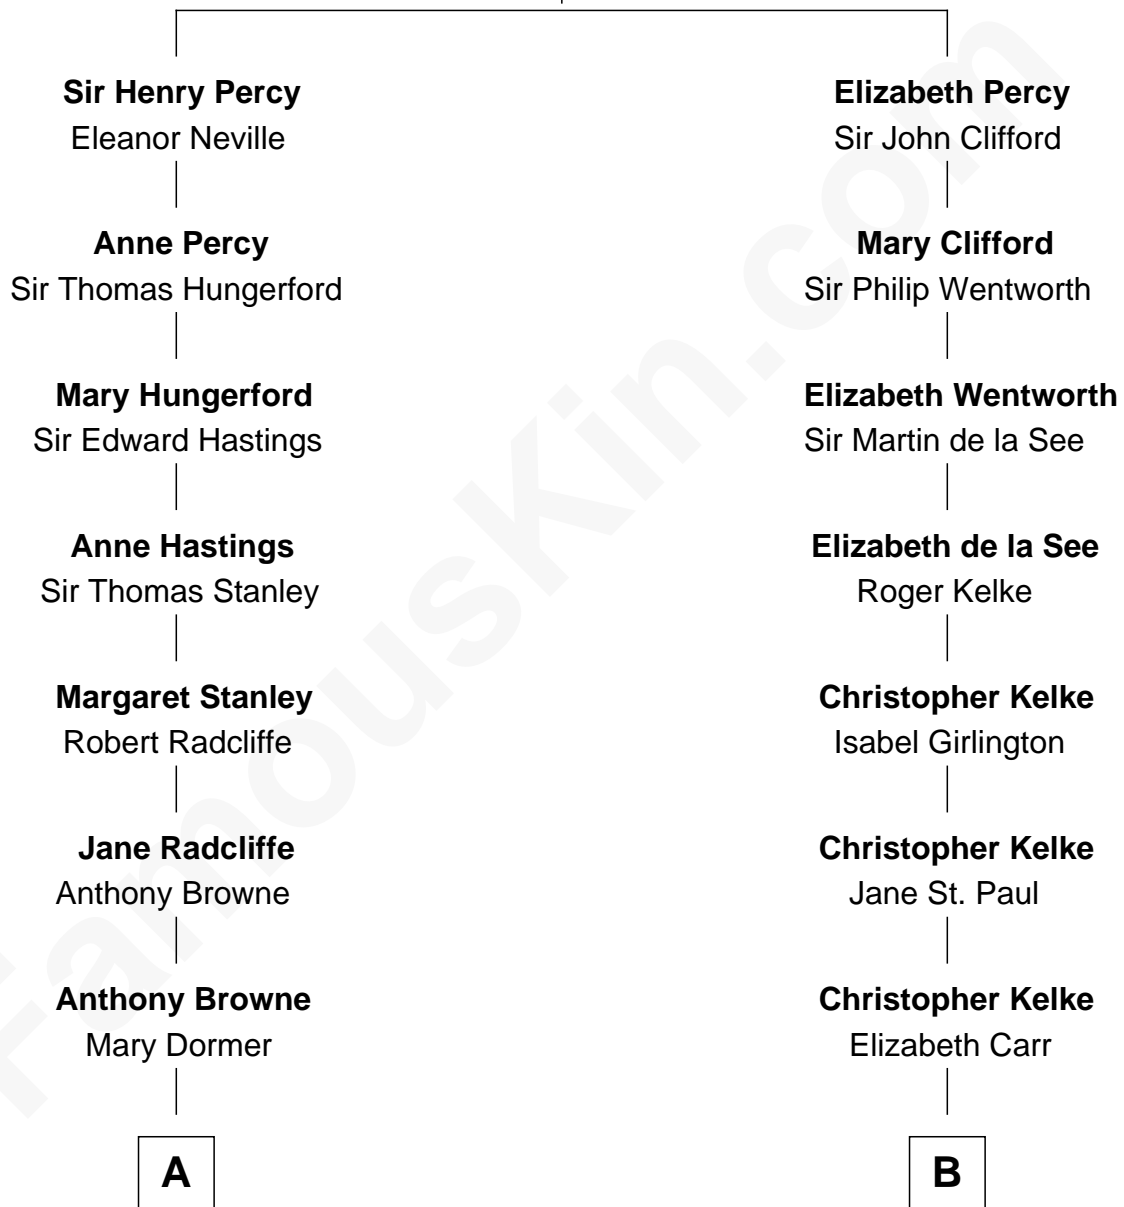 Sir Henry Percy
Eleanor Neville
Anne Percy
Sir Thomas Hungerford
Mary Hungerford
Sir Edward Hastings
Anne Hastings
Sir Thomas Stanley
Margaret Stanley
Robert Radcliffe
Jane Radcliffe
Anthony Browne
Anthony Browne
Mary Dormer
A
Elizabeth Percy
Sir John Clifford
Mary Clifford
Sir Philip Wentworth
Elizabeth Wentworth
Sir Martin de la See
Elizabeth de la See
Roger Kelke
Christopher Kelke
Isabel Girlington
Christopher Kelke
Jane St. Paul
Christopher Kelke
Elizabeth Carr
B
FamousKin.com